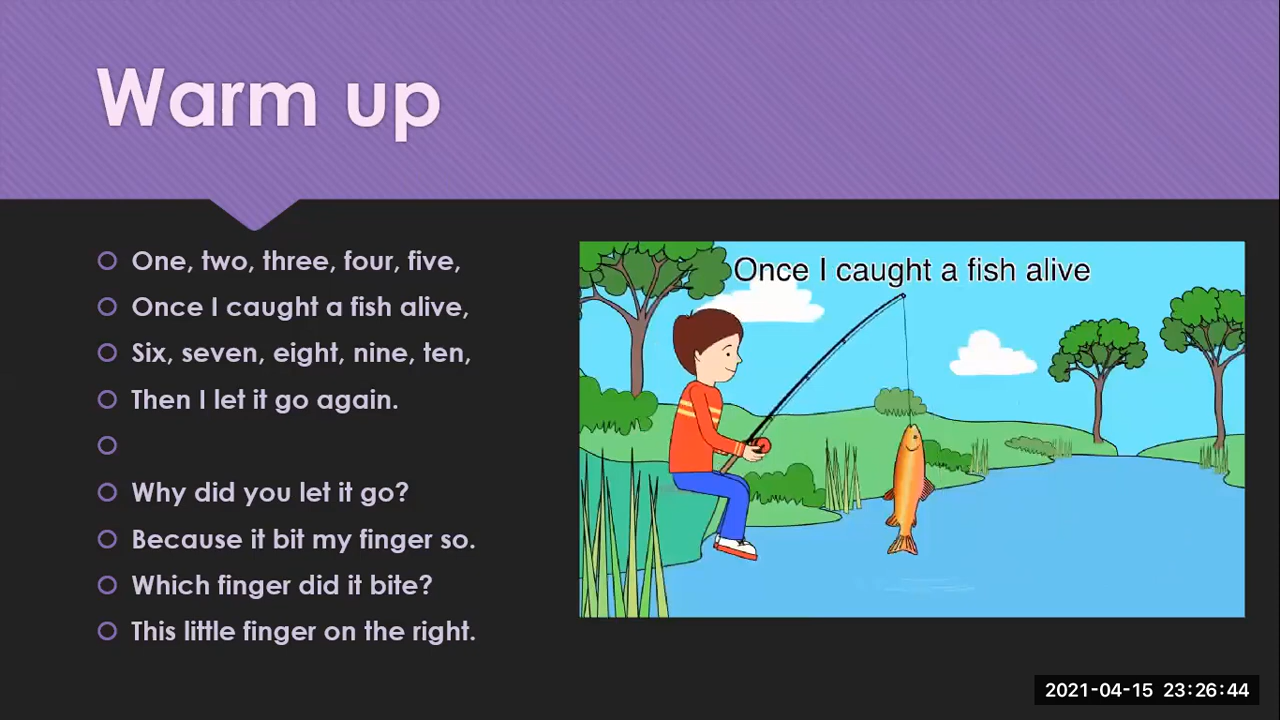 Warm up
One, two, three, four, five,
Once I caught a fish alive,
Six, seven, eight, nine, ten,
Then I let it go again.
Why did you let it go?
Because it bit my finger so.
Which finger did it bite?
This little finger on the right.
Once I caught a fish alive
2021-04-15 23:26:44